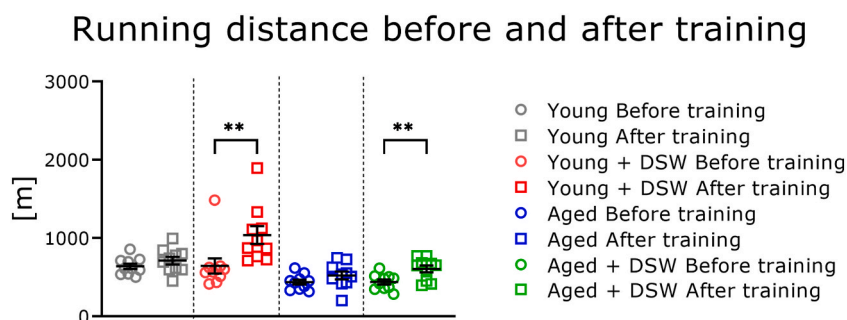 Running distance before and after training
3000
2000
1000
0
[m]
**
**
Young Before training
Young After training
Young + DSW Before training
Young + DSW After training
Aged Before training
Aged After training
Aged + DSW Before training
Aged + DSW After training